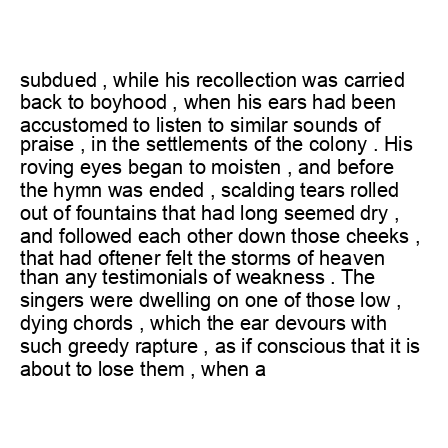 subdued , while his recollection was carried
back to boyhood , when his ears had been
accustomed to listen to similar sounds of
praise , in the settlements of the colony . His
roving eyes began to moisten , and before
the hymn was ended , scalding tears rolled
out of fountains that had long seemed dry ,
and followed each other down those cheeks ,
that had oftener felt the storms of heaven
than any testimonials of weakness . The
singers were dwelling on one of those low ,
dying chords , which the ear devours with
such greedy rapture , as if conscious that it is
about to lose them , when a